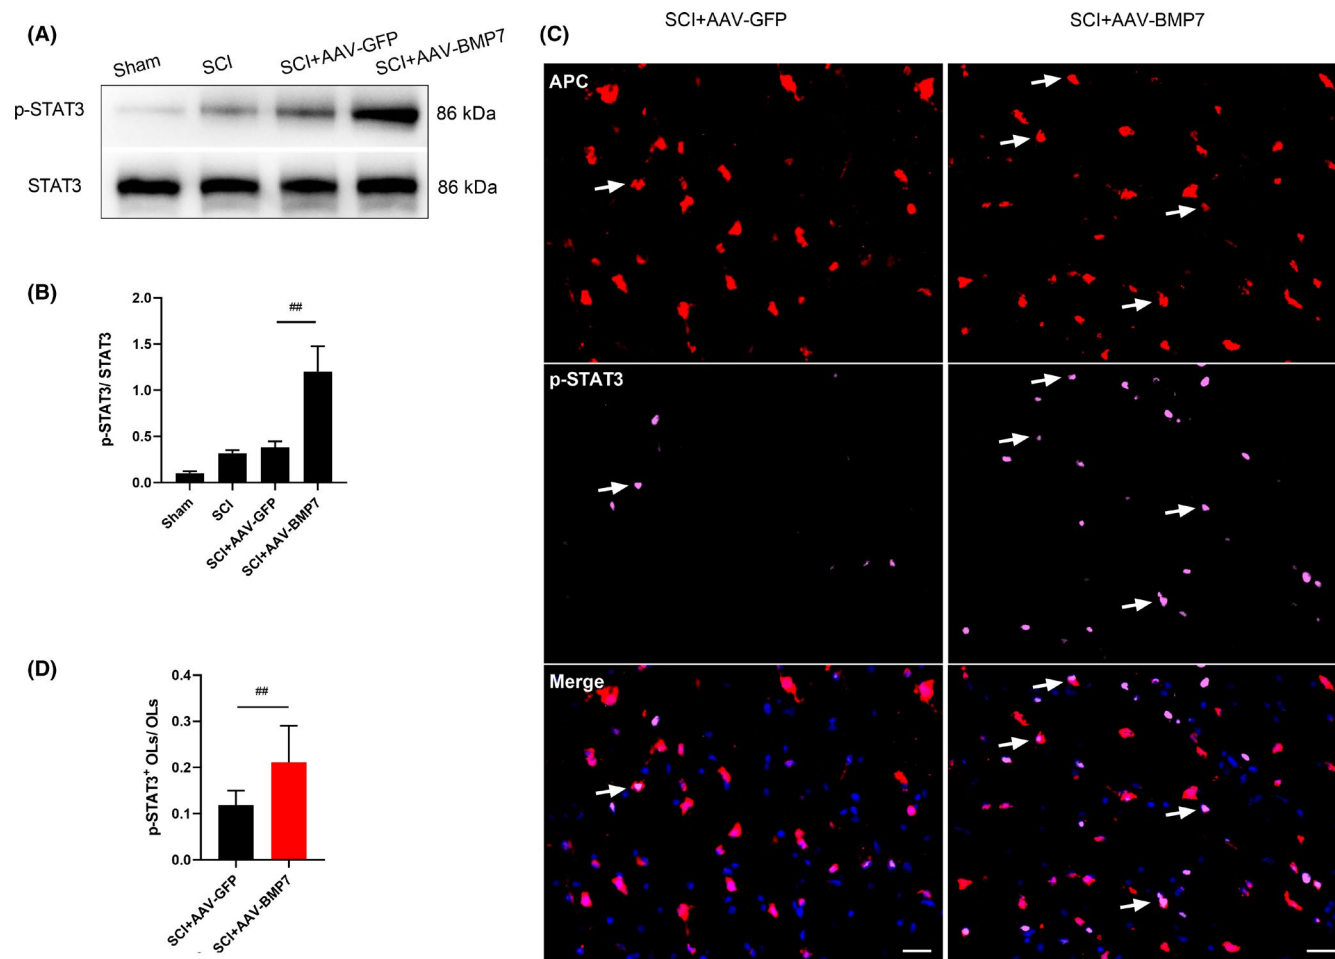 (A)
Sham
SCI
SCI+AAV-GFP
SCI+AAV-BMP7
p-STAT3
86 kDa
STAT3
86 kDa
(B)
##
2.0
1.5
1.0
0.5
0.0
p-STAT3/ STAT3
Sham
SCI
SCI+AAV-GFP
SCI+AAV-BMP7
(C)
SCI+AAV-GFP
SCI+AAV-BMP7
APC
p-STAT3
Merge
(D)
##
0.4
0.3
0.2
0.1
0.0
p-STAT3+ OLs/ OLs
SCI+AAV-GFP
SCI+AAV-BMP7